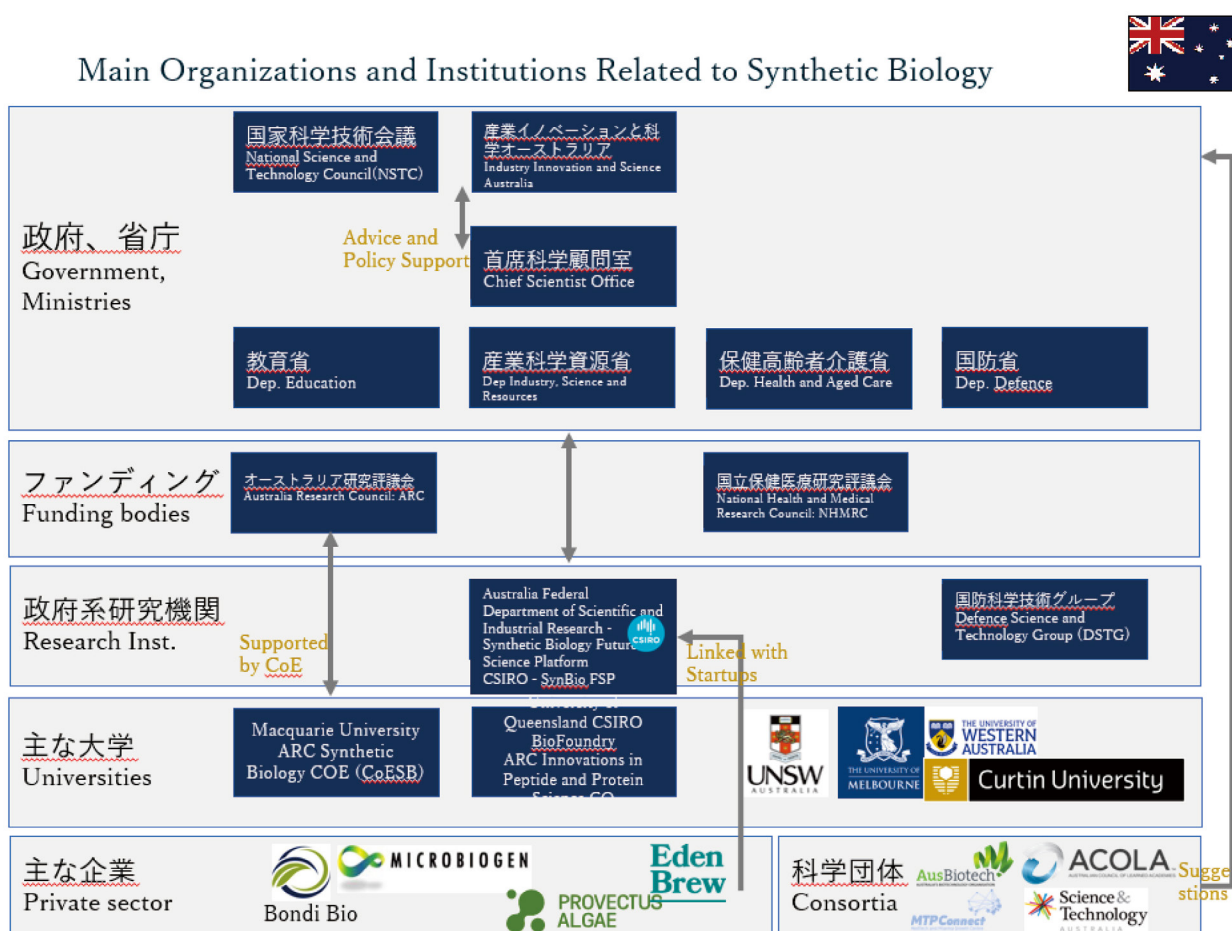 Main Organizations and Institutions Related to Synthetic Biology
政府、省庁
Government,
Ministries
国家科学技術会議
National Science and
Technology Council(NSTC)
産業イノベーションと科
学オーストラリア
Industry Innovation and Science
Australia
Advice and
Policy Support
首席科学顧問室
Chief Scientist Office
教育省
Dep. Education
産業科学資源省
Dep Industry, Science and
Resources
保健高齢者介護省
Dep. Health and Aged Care
国防省
Dep. Defence
ファンディング
Funding bodies
オーストラリア研究評議会
Australia Research Council: ARC
国立保健医療研究評議会
National Health and Medical
Research Council: NHMRC
政府系研究機関
Research Inst.
Supported
by CoE
Australia Federal
Department of Scientific and
Industrial Research -
Synthetic Biology Future
Science Platform
CSIRO - SynBio FSP
CSIRO
Linked with
Startups
国防科学技術グループ
Defence Science and
Technology Group (DSTG)
主な大学
Universities
Macquarie University
ARC Synthetic
Biology COE (CoESB)
University of
Queensland CSIRO
BioFoundry
ARC Innovations in
Peptide and Protein
Science CO
UNSW
AUSTRALIA
THE UNIVERSITY OF
MELBOURNE
THE UNIVERSITY OF
WESTERN
AUSTRALIA
Curtin University
主な企業
Private sector
Bondi Bio
MICROBIOGEN
PROVECTUS
ALGAE
Eden
Brew
科学団体
Consortia
AusBiotech
ACOLA
AUSTRALIAN COUNCIL OF LEARNED ACADEMIES
MTPConnect
Science &
Technology
AUSTRALIA
Sugge
stions